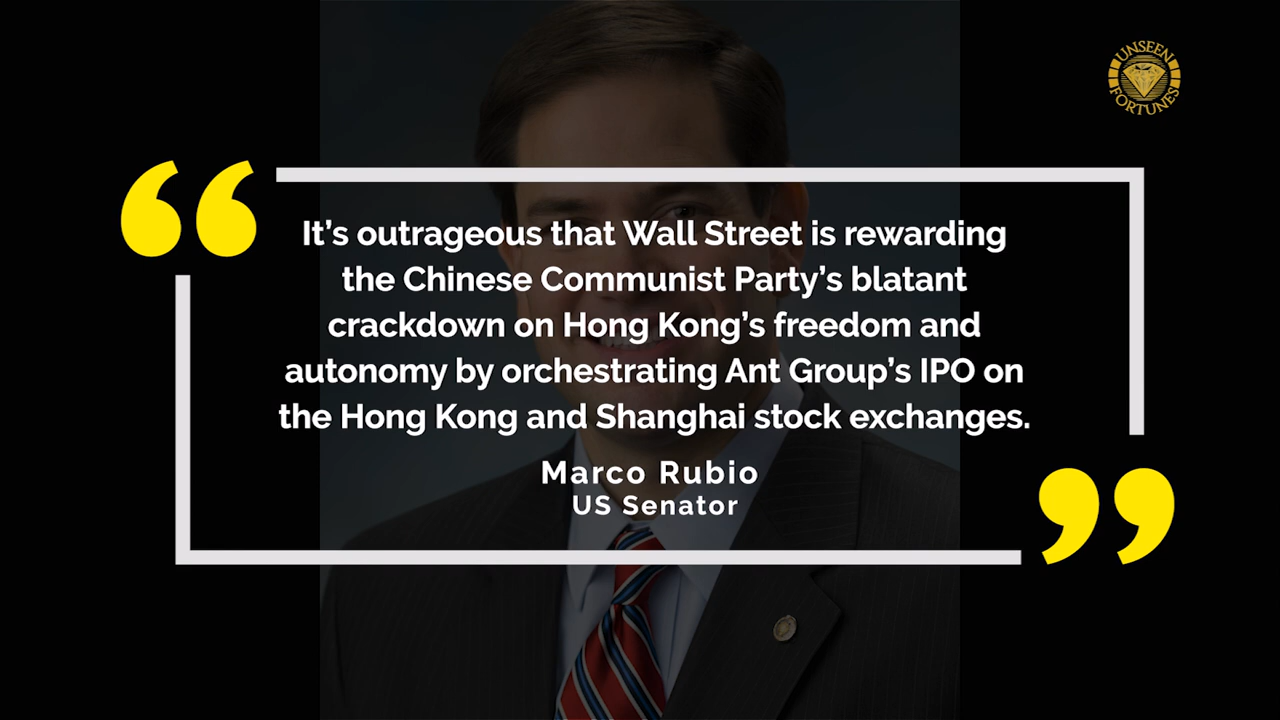 UNSEEN
FORTUNES
“
It’s outrageous that Wall Street is rewarding
the Chinese Communist Party’s blatant
crackdown on Hong Kong’s freedom and
autonomy by orchestrating Ant Group’s IPO on
the Hong Kong and Shanghai stock exchanges.
Marco Rubio
US Senator
”